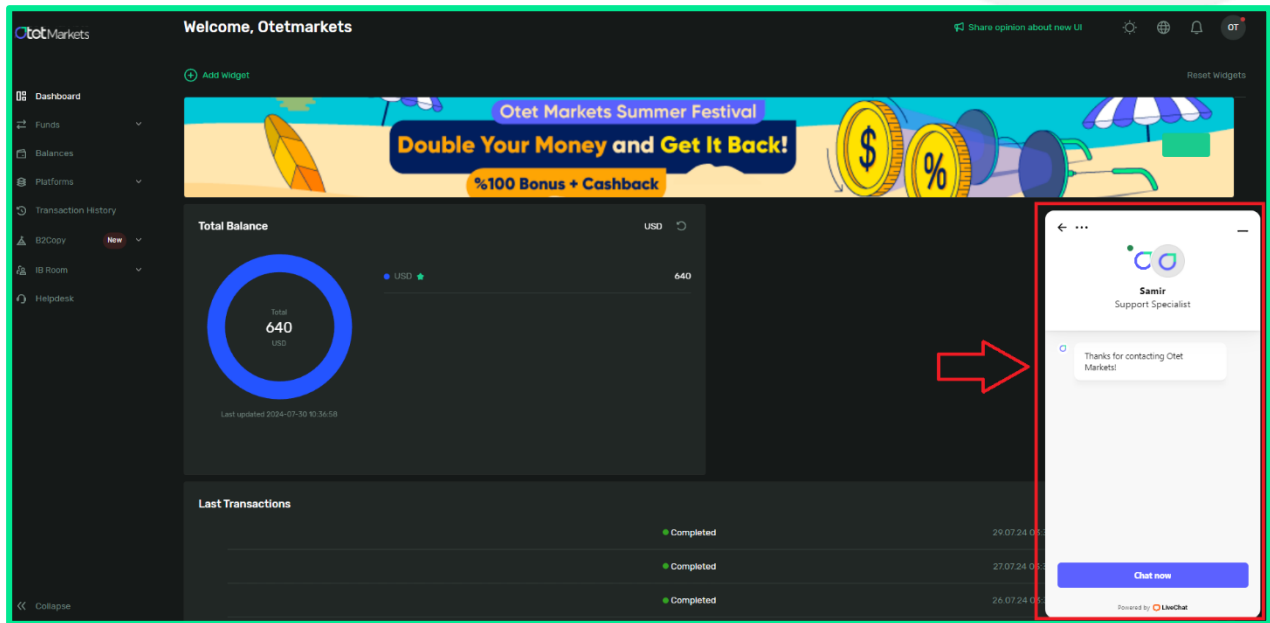 OtetMarkets
Welcome, Otetmarkets
Share opinion about new UI
OT
Add Widget
Reset Widgets
Dashboard
Funds
Balances
Platforms
Transaction History
B2Copy New
IB Room
Helpdesk
Collapse
Otet Markets Summer Festival
Double Your Money and Get It Back!
%100 Bonus + Cashback
$
%
Total Balance
USD
Total
640
USD
USD
640
Last updated 2024-07-30 10:36:58
Last Transactions
Completed
29.07.24
Completed
27.07.24
Completed
26.07.24
Samir
Support Specialist
Thanks for contacting Otet
Markets!
Chat now
Powered by LiveChat